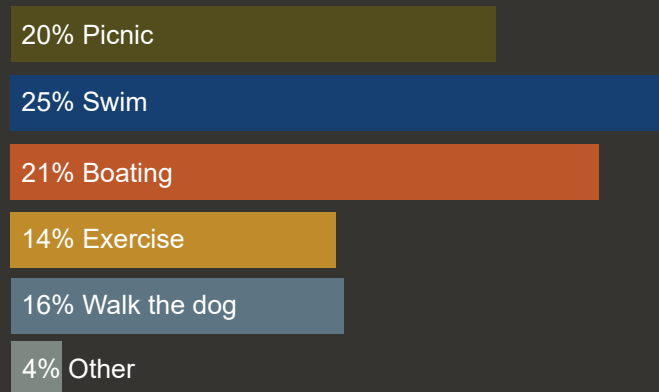 20% Picnic
25% Swim
21% Boating
14% Exercise
16% Walk the dog
4% Other